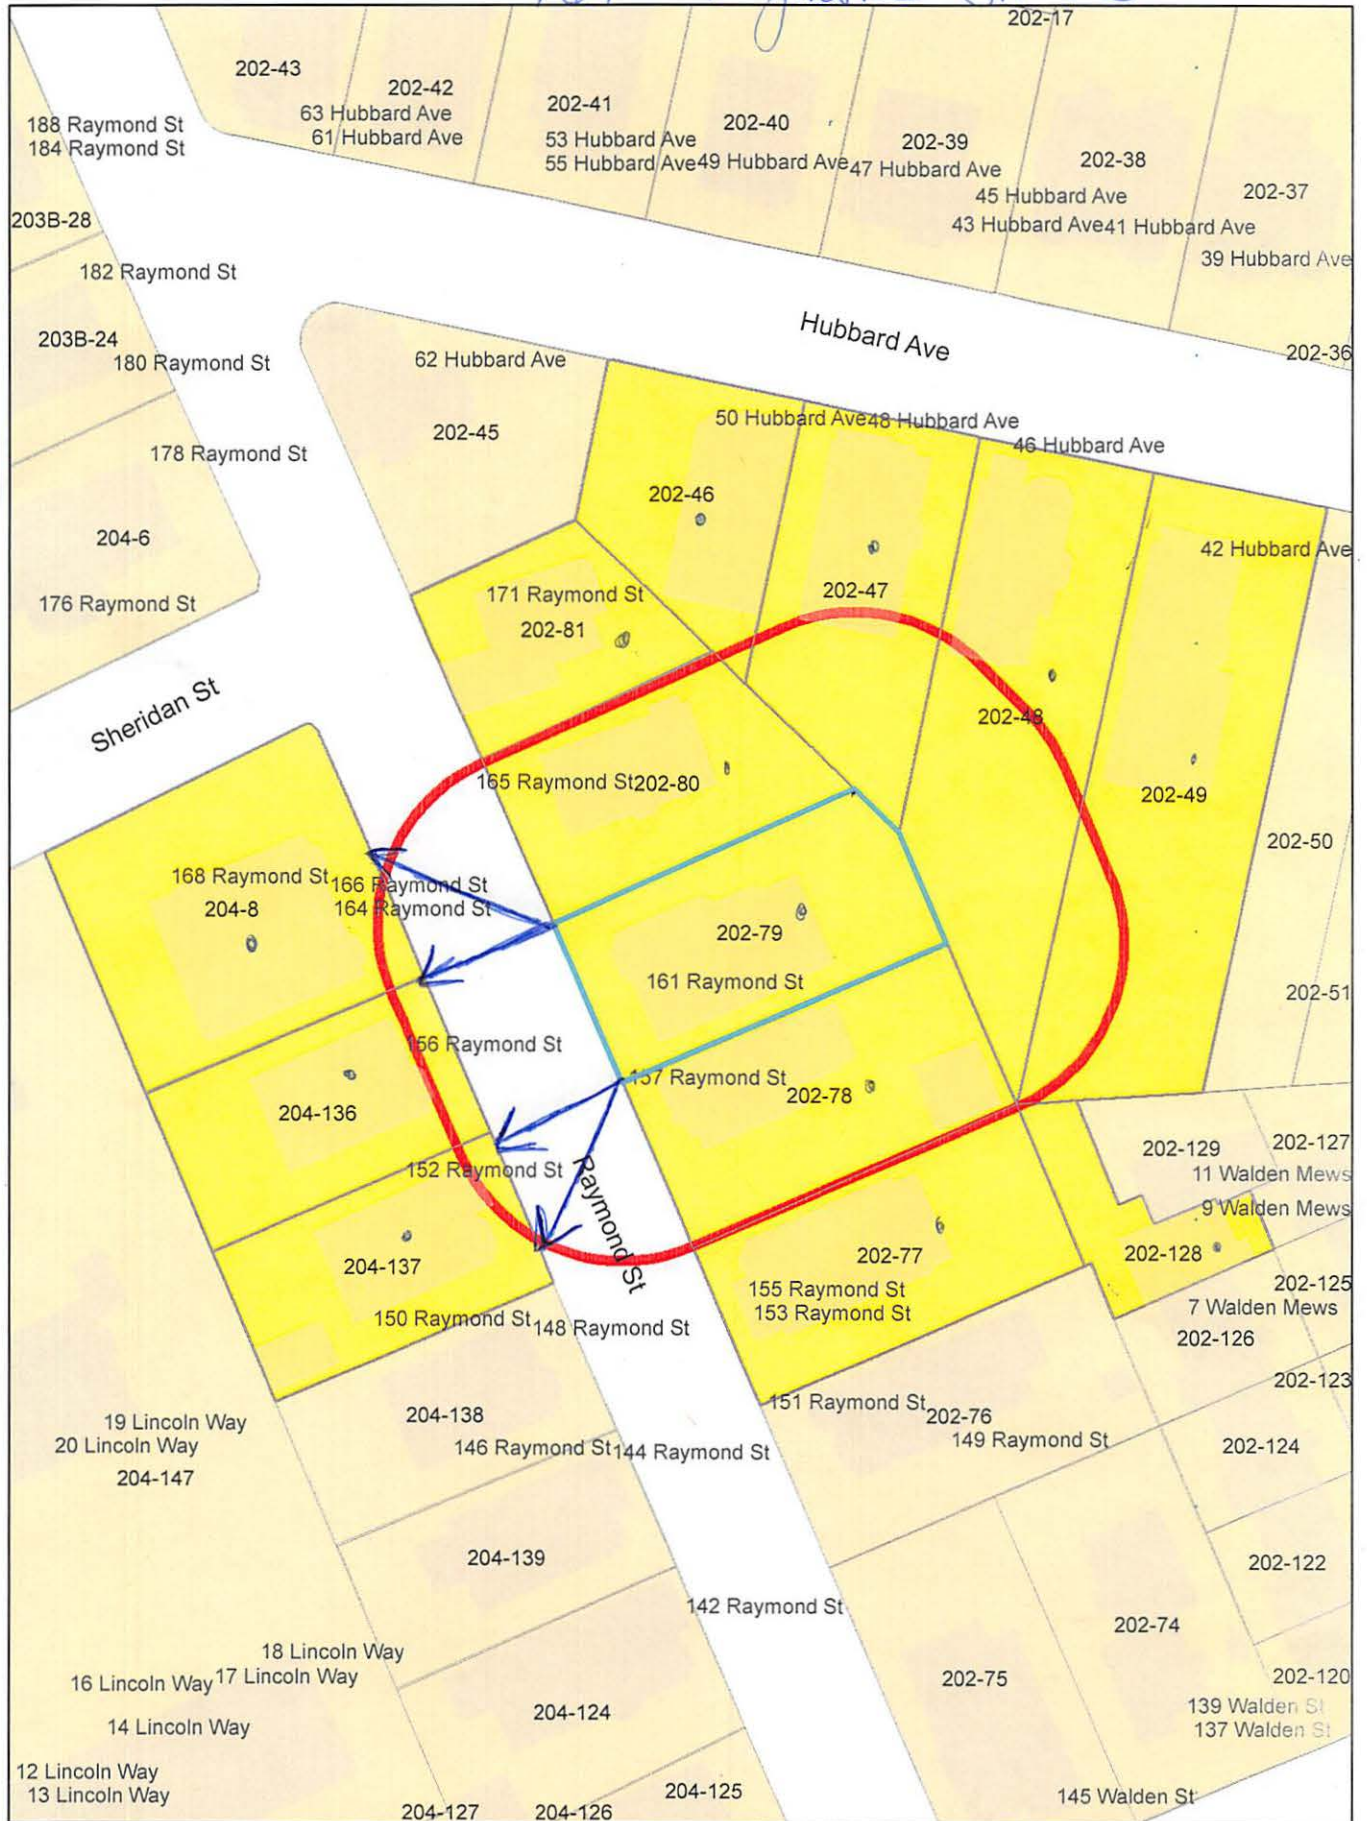 202-17
202-43
202-42
63 Hubbard Ave
61 Hubbard Ave
202-41
53 Hubbard Ave
55 Hubbard Ave
202-40
49 Hubbard Ave
202-39
47 Hubbard Ave
202-38
45 Hubbard Ave
43 Hubbard Ave
41 Hubbard Ave
202-37
39 Hubbard Ave
188 Raymond St
184 Raymond St
203B-28
182 Raymond St
203B-24
180 Raymond St
Hubbard Ave
202-36
62 Hubbard Ave
202-45
178 Raymond St
50 Hubbard Ave
48 Hubbard Ave
46 Hubbard Ave
202-46
204-6
42 Hubbard Ave
176 Raymond St
171 Raymond St
202-81
202-47
Sheridan St
202-48
165 Raymond St
202-80
202-49
202-50
168 Raymond St
204-8
166 Raymond St
164 Raymond St
202-79
161 Raymond St
202-51
156 Raymond St
157 Raymond St
202-78
204-136
152 Raymond St
Raymond St
202-129
202-127
11 Walden Mews
9 Walden Mews
204-137
202-77
202-128
155 Raymond St
153 Raymond St
202-125
7 Walden Mews
202-126
150 Raymond St
148 Raymond St
202-123
151 Raymond St
202-76
149 Raymond St
202-124
19 Lincoln Way
20 Lincoln Way
204-147
204-138
146 Raymond St
144 Raymond St
204-139
202-122
142 Raymond St
202-74
18 Lincoln Way
16 Lincoln Way
17 Lincoln Way
202-75
202-120
139 Walden St
137 Walden St
14 Lincoln Way
204-124
12 Lincoln Way
13 Lincoln Way
204-125
145 Walden St
204-127
204-126